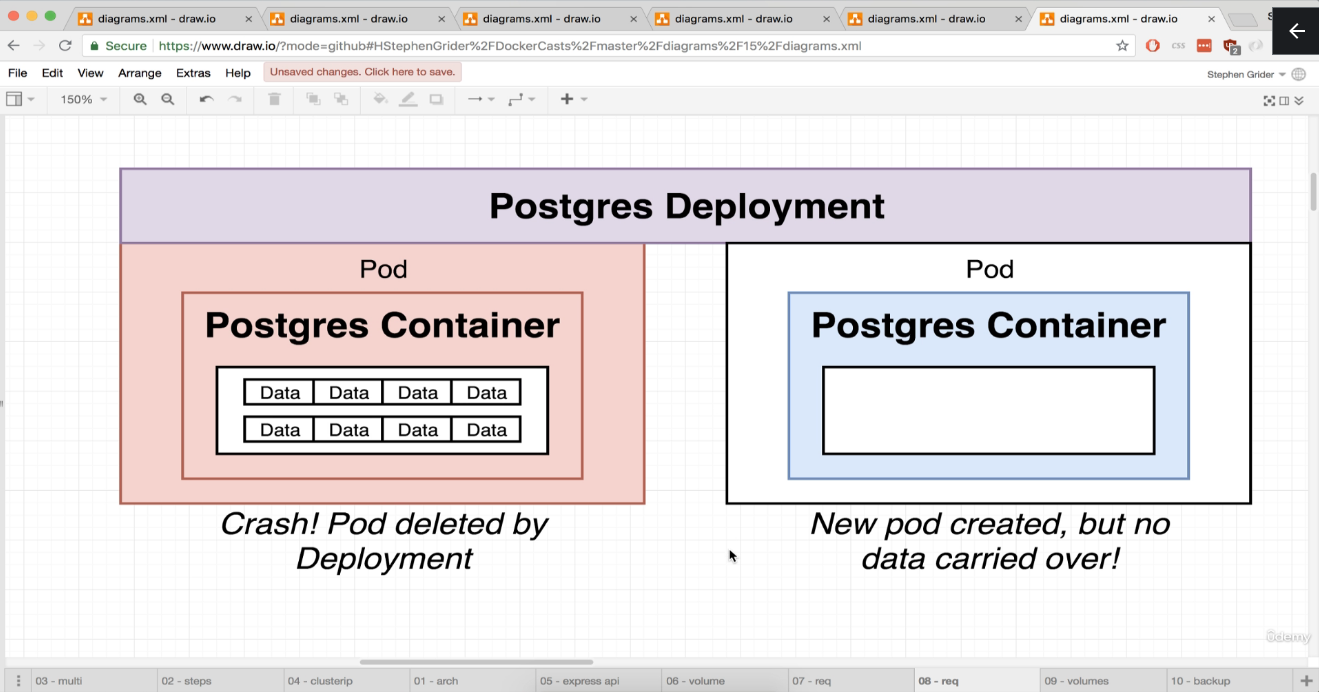 diagrams.xml - draw.io
diagrams.xml - draw.io
diagrams.xml - draw.io
diagrams.xml - draw.io
diagrams.xml - draw.io
diagrams.xml - draw.io
Secure https://www.draw.io/?mode=github#HStephenGrider%2FDockerCasts%2Fmaster%2Fdiagrams%2F15%2Fdiagrams.xml
css
2
File Edit View Arrange Extras Help Unsaved changes. Click here to save.
Stephen Grider
150%
Postgres Deployment
Pod
Postgres Container
Data Data Data Data
Data Data Data Data
Crash! Pod deleted by
Deployment
Pod
Postgres Container
New pod created, but no
data carried over!
ûdemy
03 - multi 02 - steps 04 - clusterip 01 - arch 05 - express api 06 - volume 07 - req 08 - req 09 - volumes 10 - backup